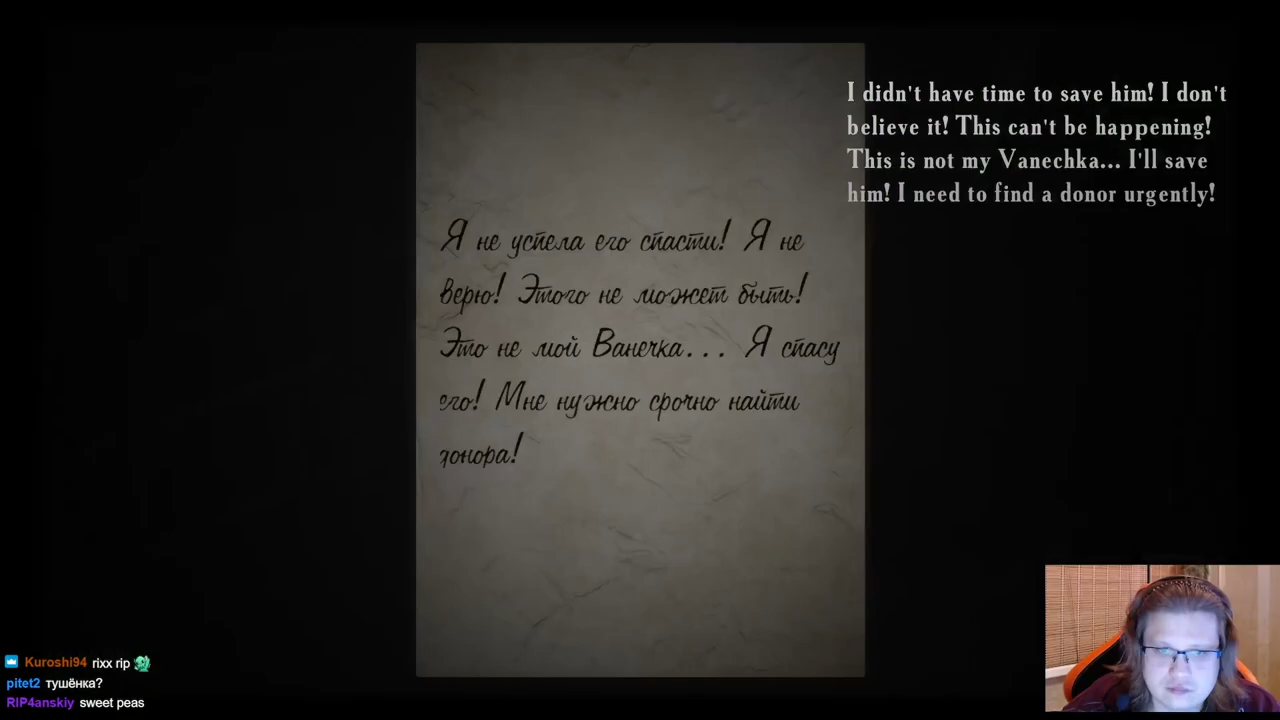 I didn't have time to save him! I don't
believe it! This can't be happening!
This is not my Vanechka... I'll save
him! I need to find a donor urgently!
Я не успела его спасти! Я не
верю! Этого не может быть!
Это не мой Ванечка... Я спасу
его! Мне нужно срочно найти
донора!
Kuroshi94 rixx rip
pitet2 тушёнка?
RIP4anskiy sweet peas